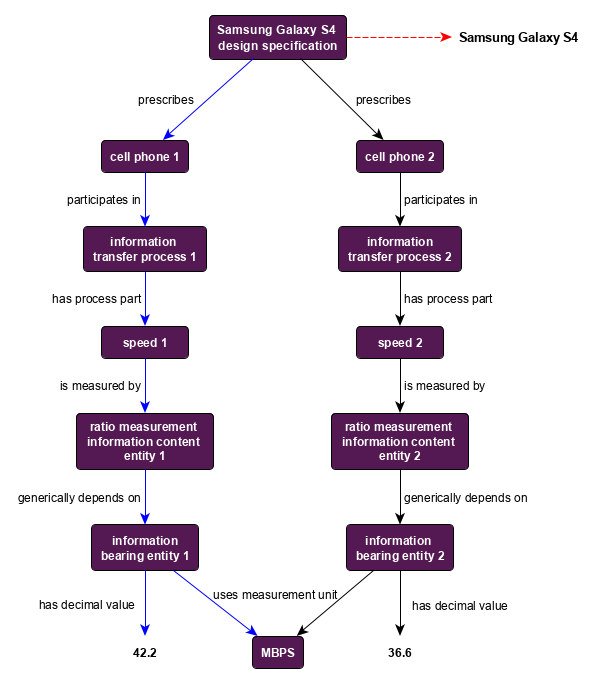 Samsung Galaxy S4
design specification
Samsung Galaxy S4
prescribes
prescribes
cell phone 1
cell phone 2
participates in
participates in
information
transfer process 1
information
transfer process 2
has process part
has process part
speed 1
speed 2
is measured by
is measured by
ratio measurement
information content
entity 1
ratio measurement
information content
entity 2
generically depends on
generically depends on
information
bearing entity 1
information
bearing entity 2
has decimal value
uses measurement unit
has decimal value
42.2
MBPS
36.6